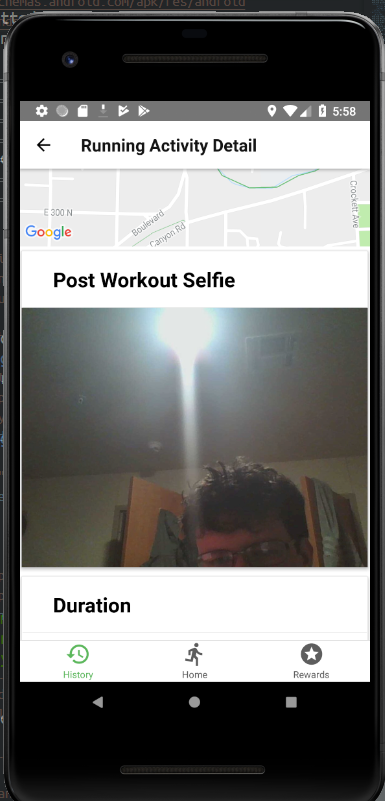 chemas.android.com/apk/res/android
5:58
Running Activity Detail
E 300 N
Boulevard
Canyon Rd
Crockett Ave
Google
Post Workout Selfie
Duration
History
Home
Rewards